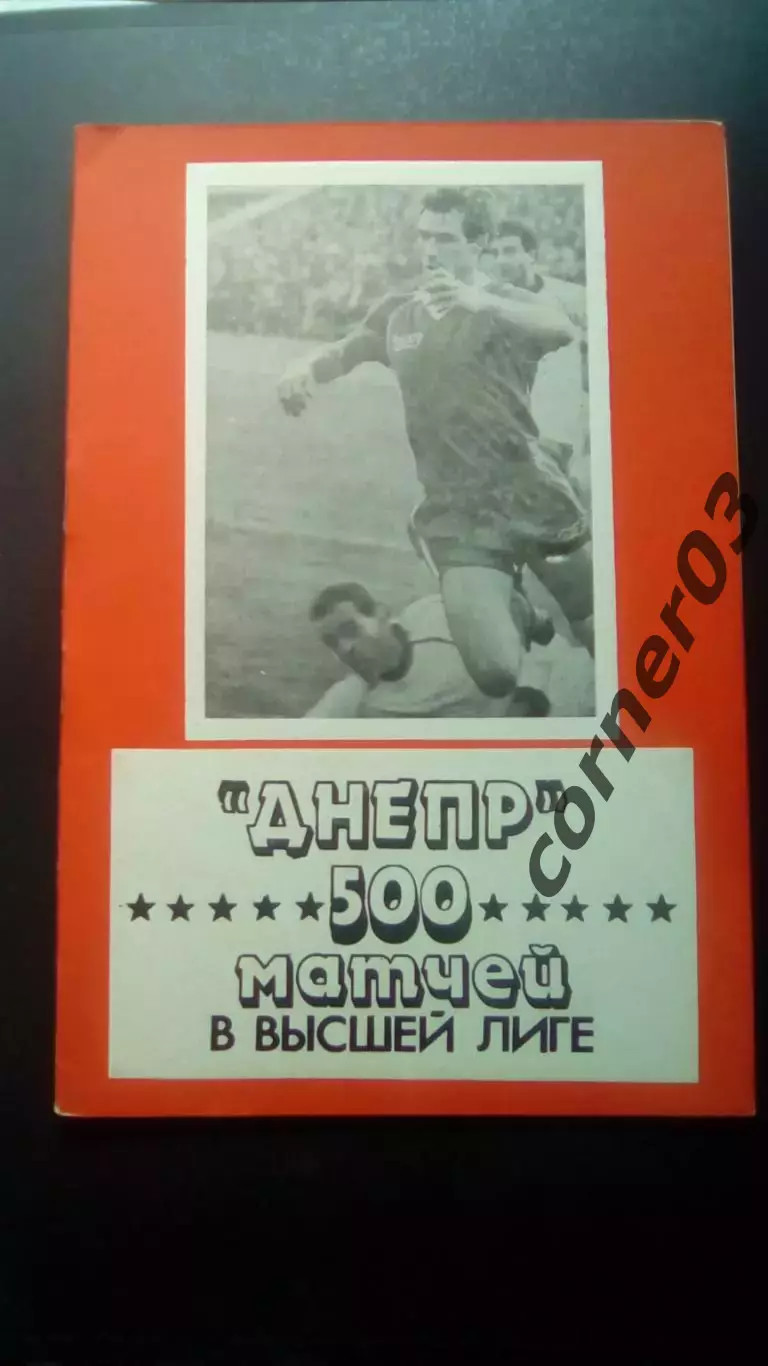 "ДНЕПР"
500
матчей
В ВЫСШЕЙ ЛИГЕ
corner03